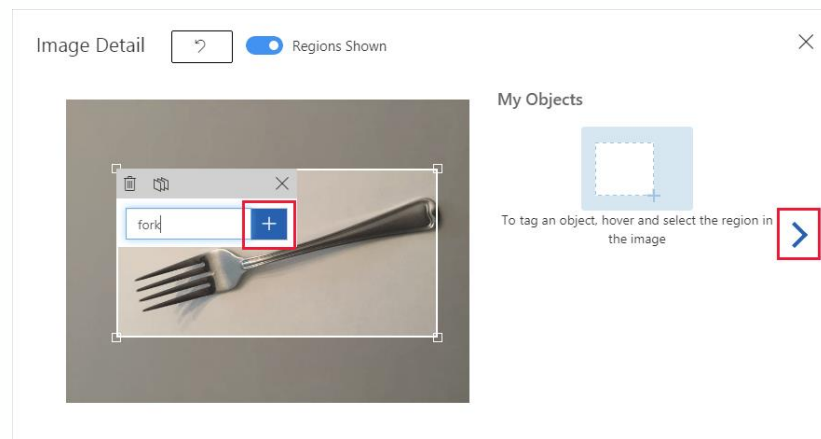 Image Detail
Regions Shown
My Objects
fork
To tag an object, hover and select the region in
the image